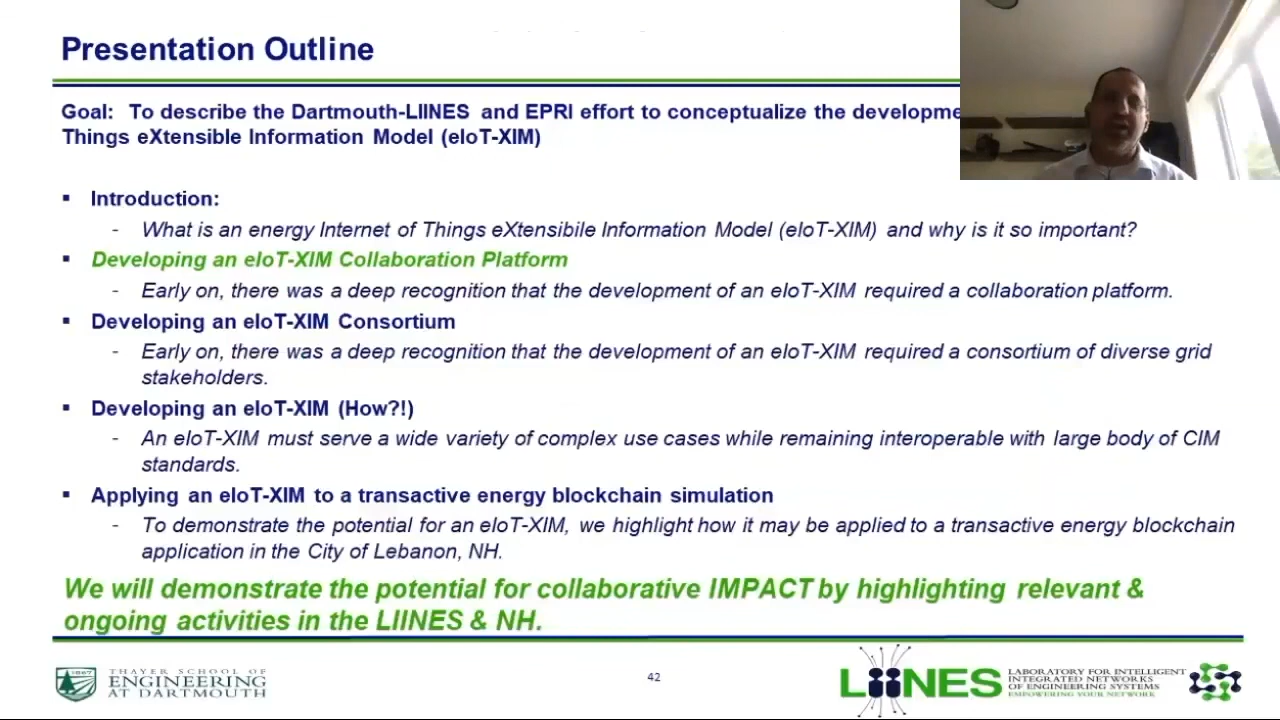 Presentation Outline
Goal: To describe the Dartmouth-LIINES and EPRI effort to conceptualize the developme
Things eXtensible Information Model (eIoT-XIM)
▪ Introduction:
- What is an energy Internet of Things eXtensibile Information Model (eIoT-XIM) and why is it so important?
▪ Developing an eIoT-XIM Collaboration Platform
- Early on, there was a deep recognition that the development of an eIoT-XIM required a collaboration platform.
▪ Developing an eIoT-XIM Consortium
- Early on, there was a deep recognition that the development of an eIoT-XIM required a consortium of diverse grid
stakeholders.
▪ Developing an eIoT-XIM (How?!)
- An eIoT-XIM must serve a wide variety of complex use cases while remaining interoperable with large body of CIM
standards.
▪ Applying an eIoT-XIM to a transactive energy blockchain simulation
- To demonstrate the potential for an eIoT-XIM, we highlight how it may be applied to a transactive energy blockchain
application in the City of Lebanon, NH.
We will demonstrate the potential for collaborative IMPACT by highlighting relevant &
ongoing activities in the LIINES & NH.
1867
THAYER SCHOOL OF
ENGINEERING
AT DARTMOUTH
42
LIINES
LABORATORY FOR INTELLIGENT
INTEGRATED NETWORKS
OF ENGINEERING SYSTEMS
EMPOWERING YOUR NETWORK